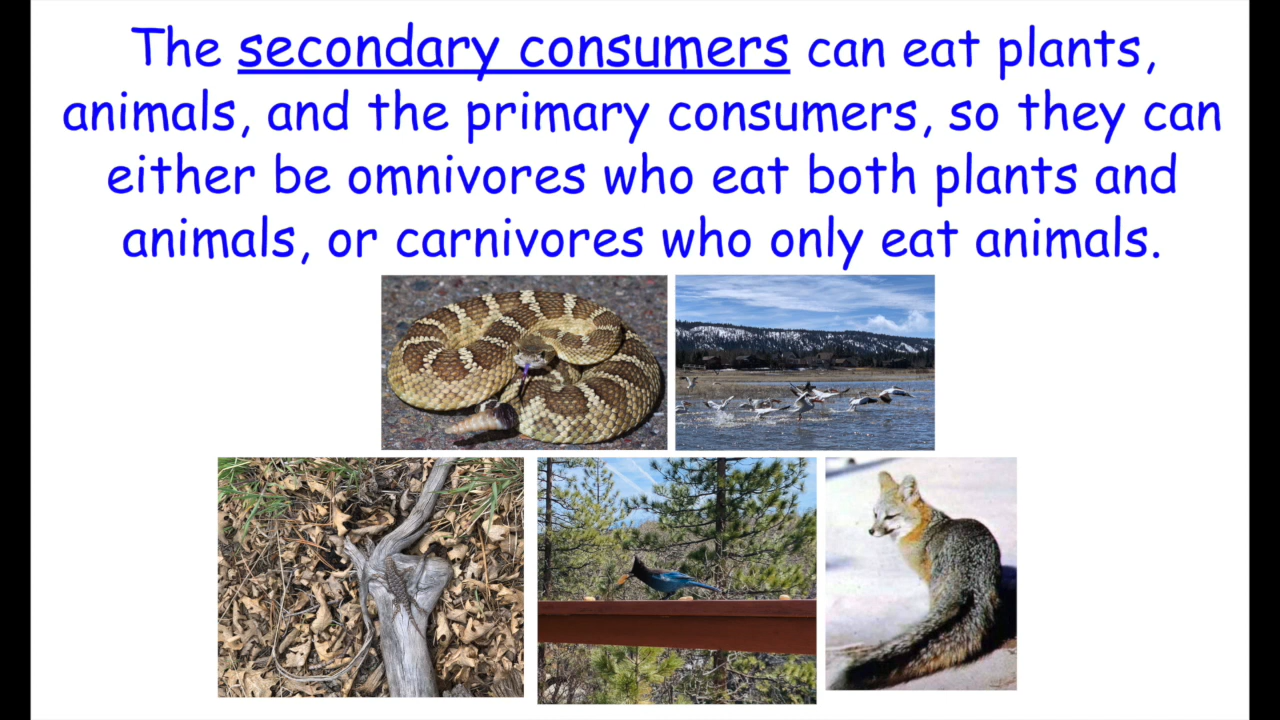 The secondary consumers can eat plants,
animals, and the primary consumers, so they can
either be omnivores who eat both plants and
animals, or carnivores who only eat animals.